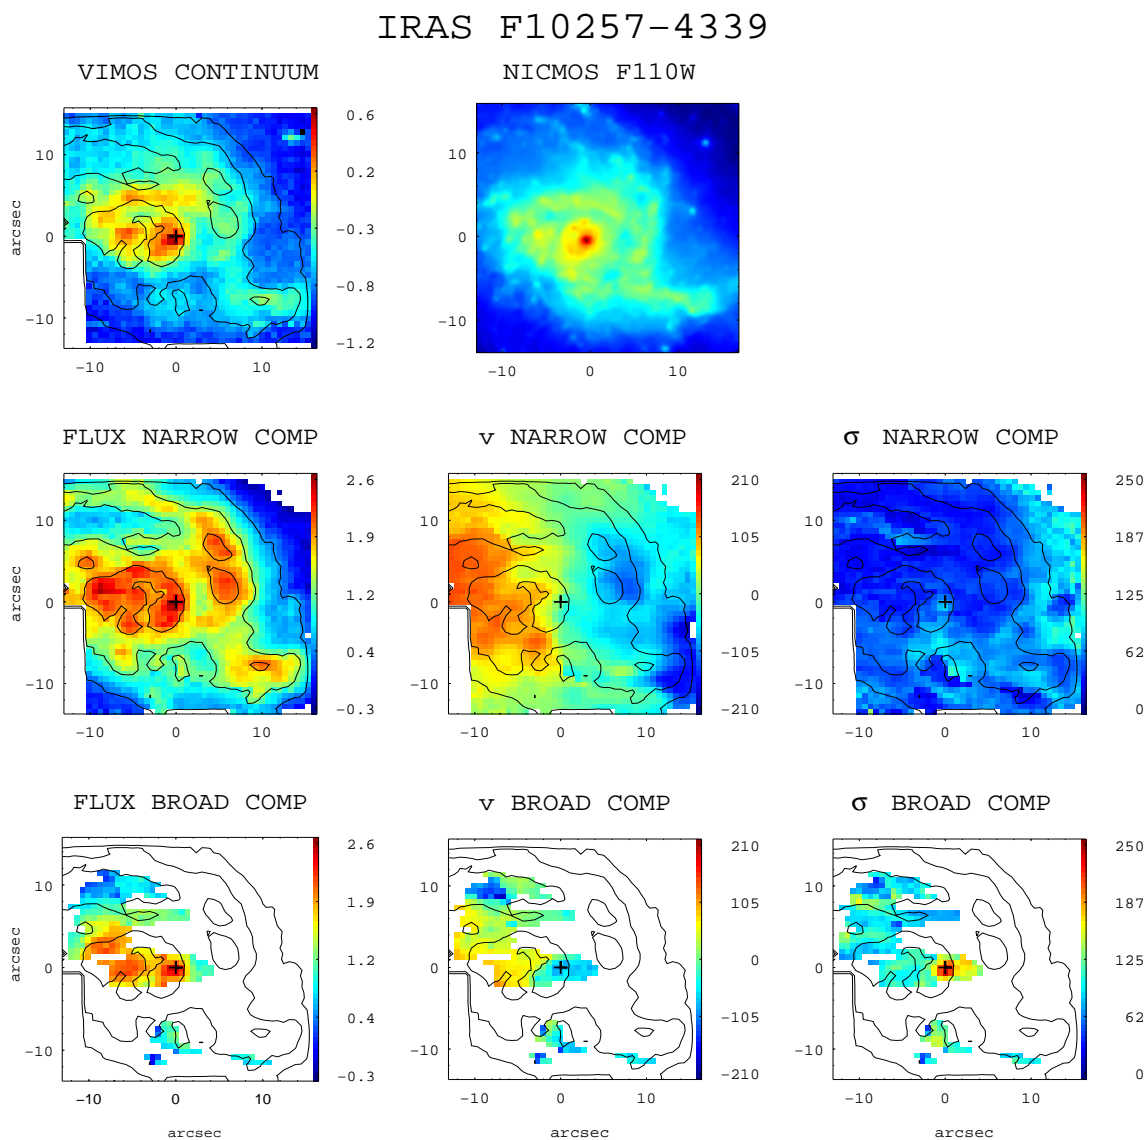 IRAS F10257−4339
VIMOS CONTINUUM
NICMOS F110W
arcsec
10
0
−10
−10 0 10
0.6
0.2
−0.3
−0.8
−1.2
10
0
−10
−10 0 10
FLUX NARROW COMP
v NARROW COMP
σ NARROW COMP
arcsec
10
0
−10
−10 0 10
2.6
1.9
1.2
0.4
−0.3
10
0
−10
−10 0 10
210
105
0
−105
−210
10
0
−10
−10 0 10
250
187
125
62
0
FLUX BROAD COMP
v BROAD COMP
σ BROAD COMP
arcsec
10
0
−10
−10 0 10
arcsec
2.6
1.9
1.2
0.4
−0.3
10
0
−10
−10 0 10
arcsec
210
105
0
−105
−210
10
0
−10
−10 0 10
arcsec
250
187
125
62
0